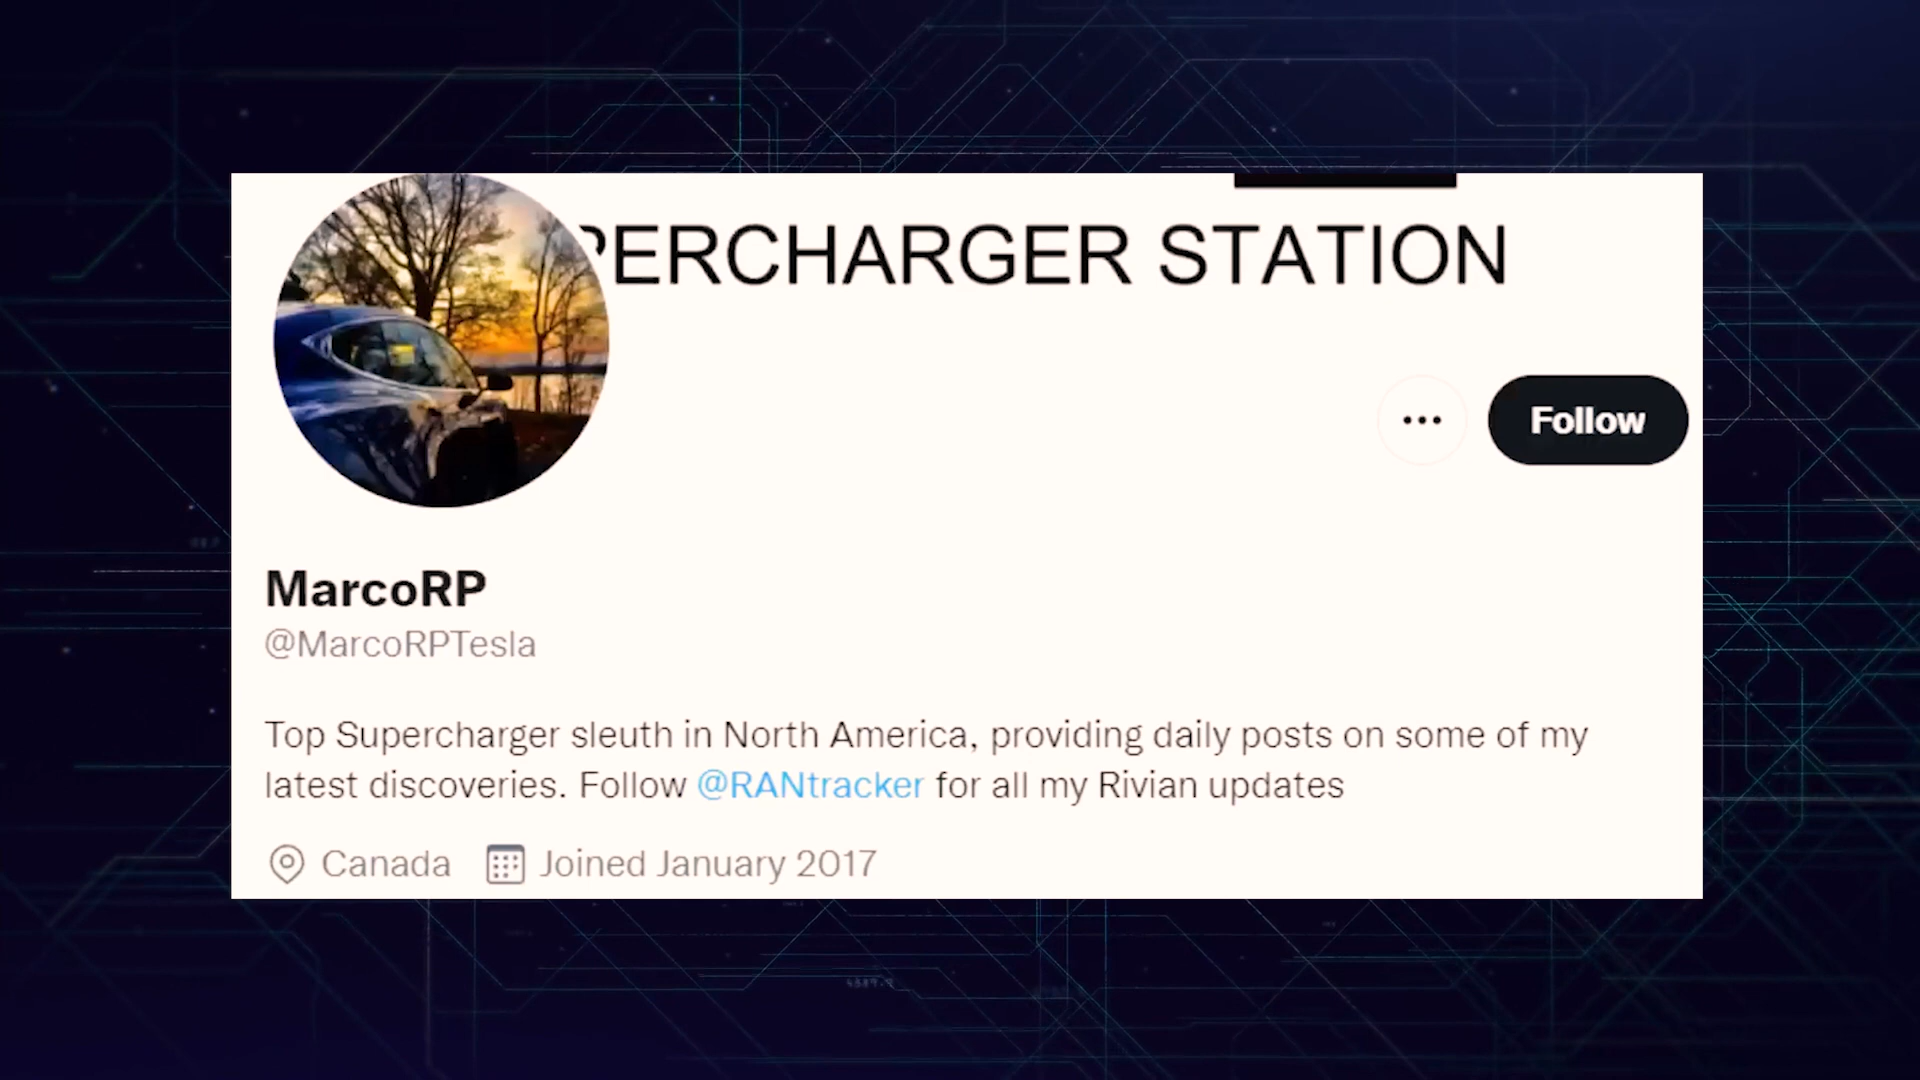 PERCHARGER STATION
Follow
MarcoRP
@MarcoRPTesla
Top Supercharger sleuth in North America, providing daily posts on some of my
latest discoveries. Follow @RANtracker for all my Rivian updates
Canada Joined January 2017